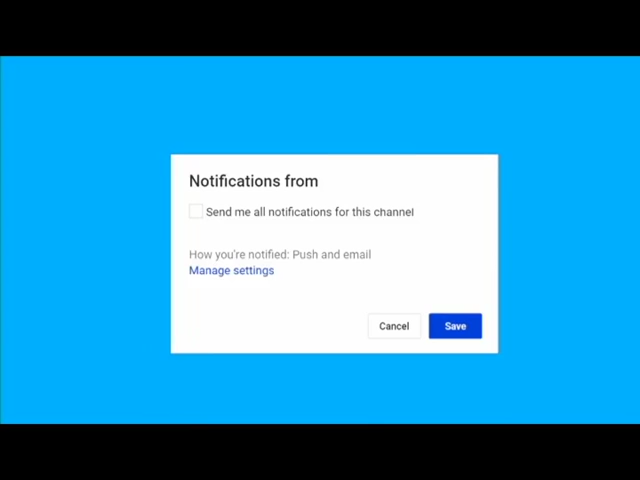 Notifications from
Send me all notifications for this channel
How you're notified: Push and email
Manage settings
Cancel
Save